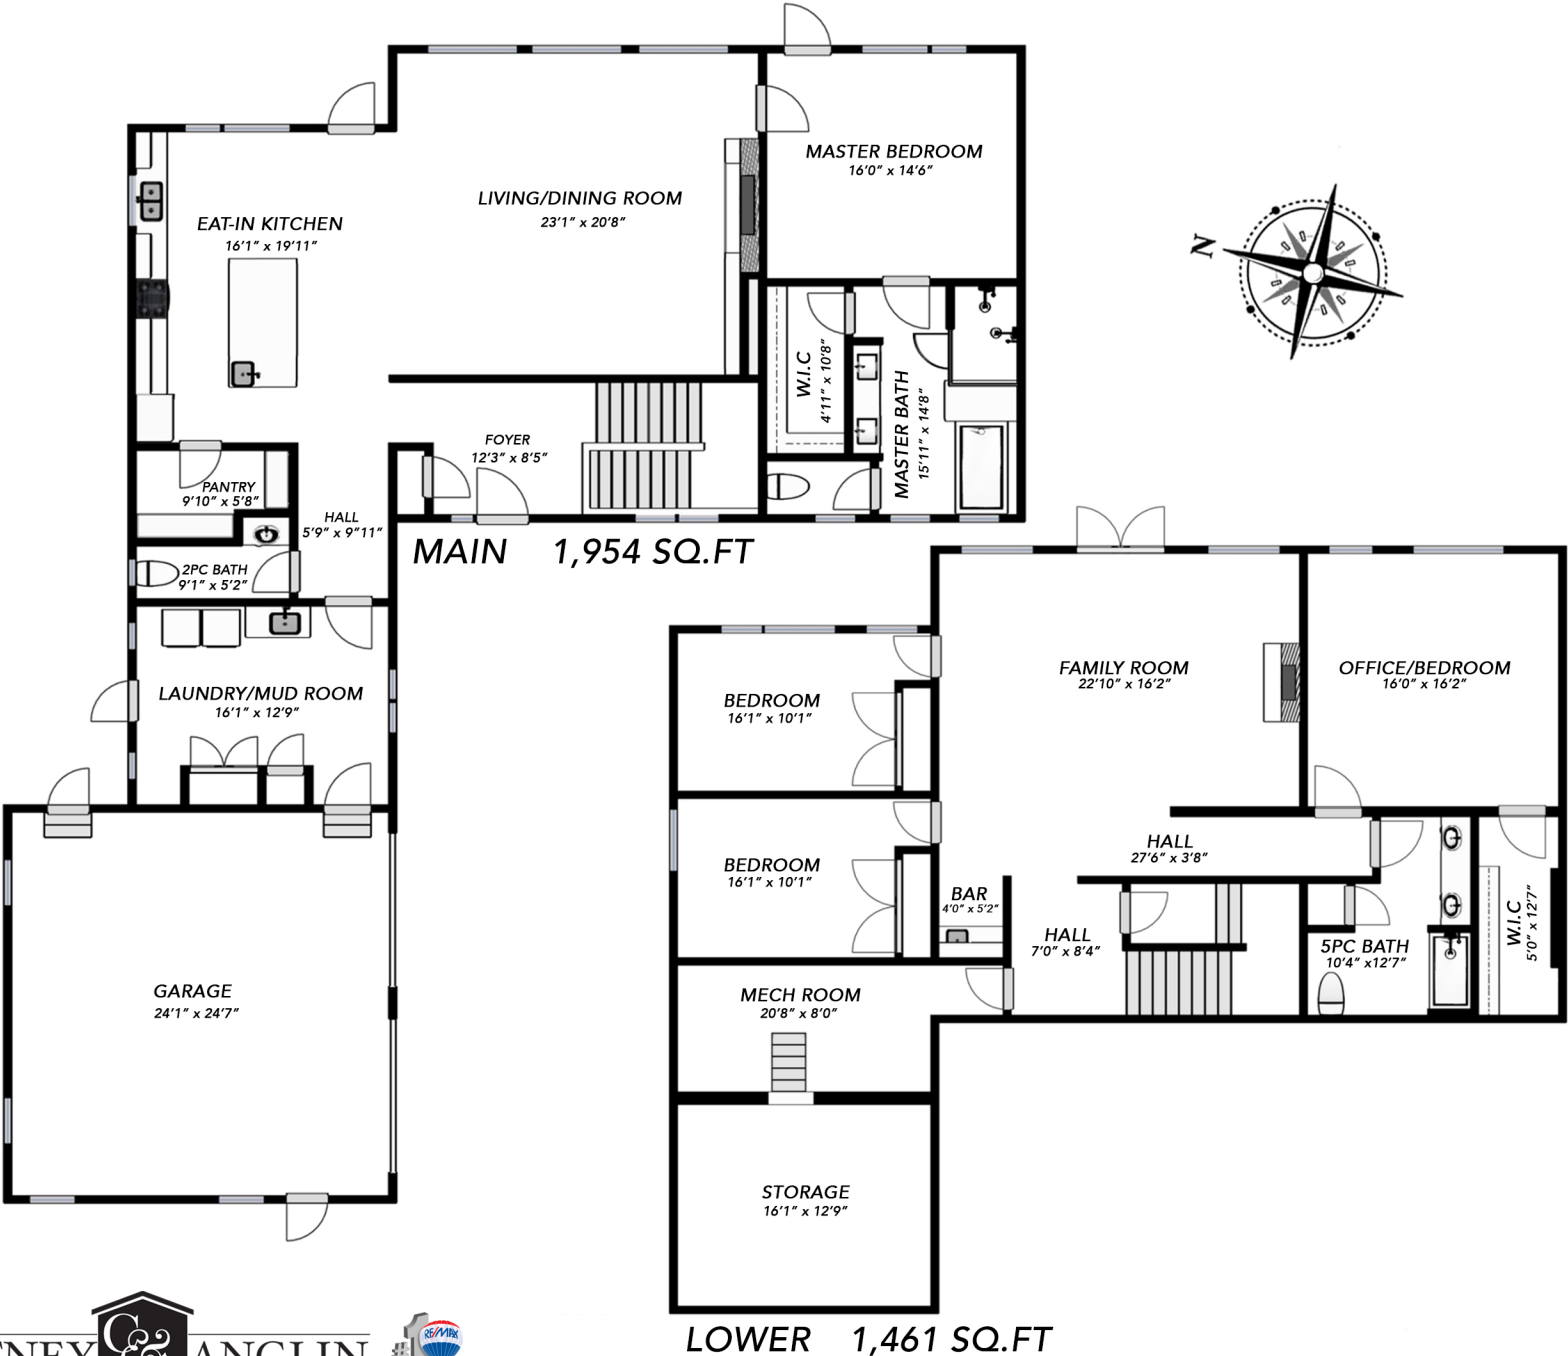 MASTER BEDROOM
16'0" x 14'6"
LIVING/DINING ROOM
23'1" x 20'8"
EAT-IN KITCHEN
16'1" x 19'11"
N
W.I.C
4'11" x 10'8"
MASTER BATH
15'11" x 14'8"
FOYER
12'3" x 8'5"
PANTRY
9'10" x 5'8"
HALL
5'9" x 9"11"
2PC BATH
9'1" x 5'2"
MAIN 1,954 SQ.FT
LAUNDRY/MUD ROOM
16'1" x 12'9"
GARAGE
24'1" x 24'7"
BEDROOM
16'1" x 10'1"
FAMILY ROOM
22'10" x 16'2"
OFFICE/BEDROOM
16'0" x 16'2"
HALL
27'6" x 3'8"
BEDROOM
16'1" x 10'1"
BAR
4'0" x 5'2"
HALL
7'0" x 8'4"
5PC BATH
10'4" x12'7"
W.I.C
5'0" x 12'7"
MECH ROOM
20'8" x 8'0"
STORAGE
16'1" x 12'9"
LOWER 1,461 SQ.FT
C&
ANGLIN
#1
RE/MAX